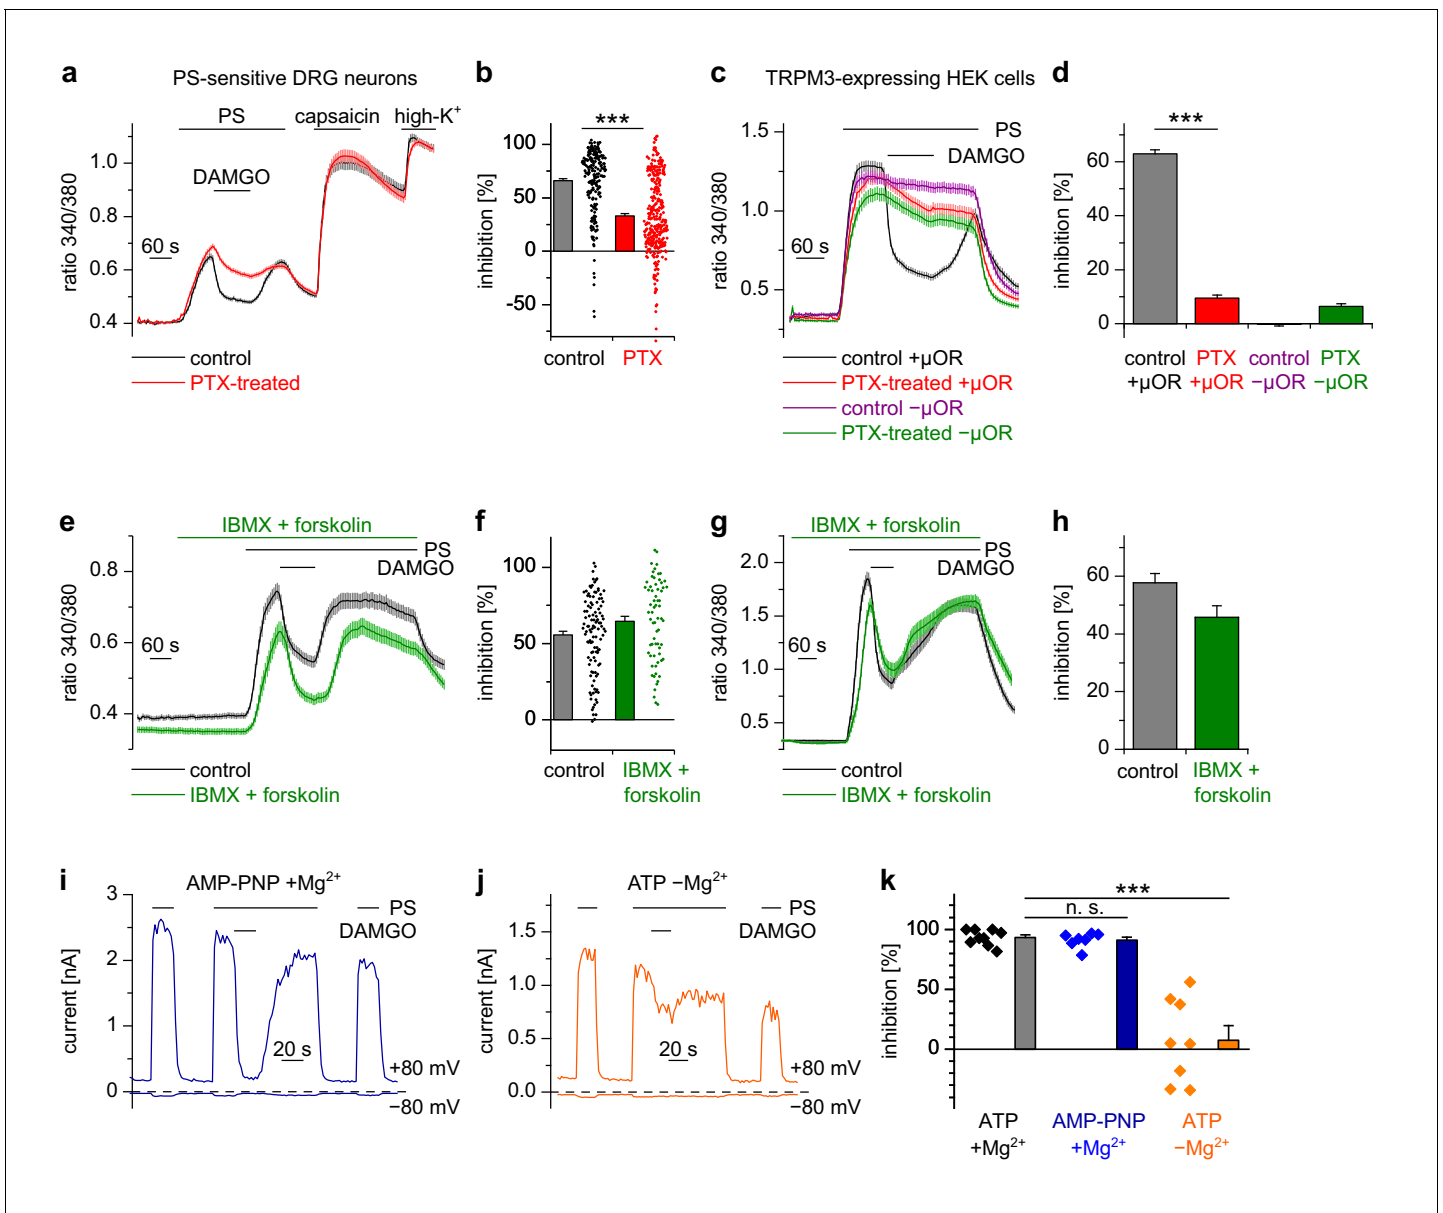 a
PS-sensitive DRG neurons
PS
capsaicin
high-K⁺
DAMGO
60 s
ratio 340/380
1.0
0.8
0.6
0.4
control
PTX-treated
b
***
inhibition [%]
100
50
0
-50
control
PTX
c
TRPM3-expressing HEK cells
PS
DAMGO
60 s
ratio 340/380
1.5
1.0
0.5
control +µOR
PTX-treated +µOR
control −µOR
PTX-treated −µOR
d
***
inhibition [%]
60
40
20
0
control PTX control PTX
+µOR +µOR −µOR −µOR
e
IBMX + forskolin
PS
DAMGO
60 s
ratio 340/380
0.8
0.6
0.4
control
IBMX + forskolin
f
inhibition [%]
100
50
0
control
IBMX +
forskolin
g
IBMX + forskolin
PS
DAMGO
60 s
ratio 340/380
2.0
1.5
1.0
0.5
control
IBMX + forskolin
h
inhibition [%]
60
40
20
0
control
IBMX +
forskolin
i
AMP-PNP +Mg²⁺
PS
DAMGO
current [nA]
3
2
1
0
20 s
+80 mV
−80 mV
j
ATP −Mg²⁺
PS
DAMGO
current [nA]
1.5
1.0
0.5
0.0
20 s
+80 mV
−80 mV
k
***
n. s.
inhibition [%]
100
50
0
ATP AMP-PNP ATP
+Mg²⁺ +Mg²⁺ −Mg²⁺